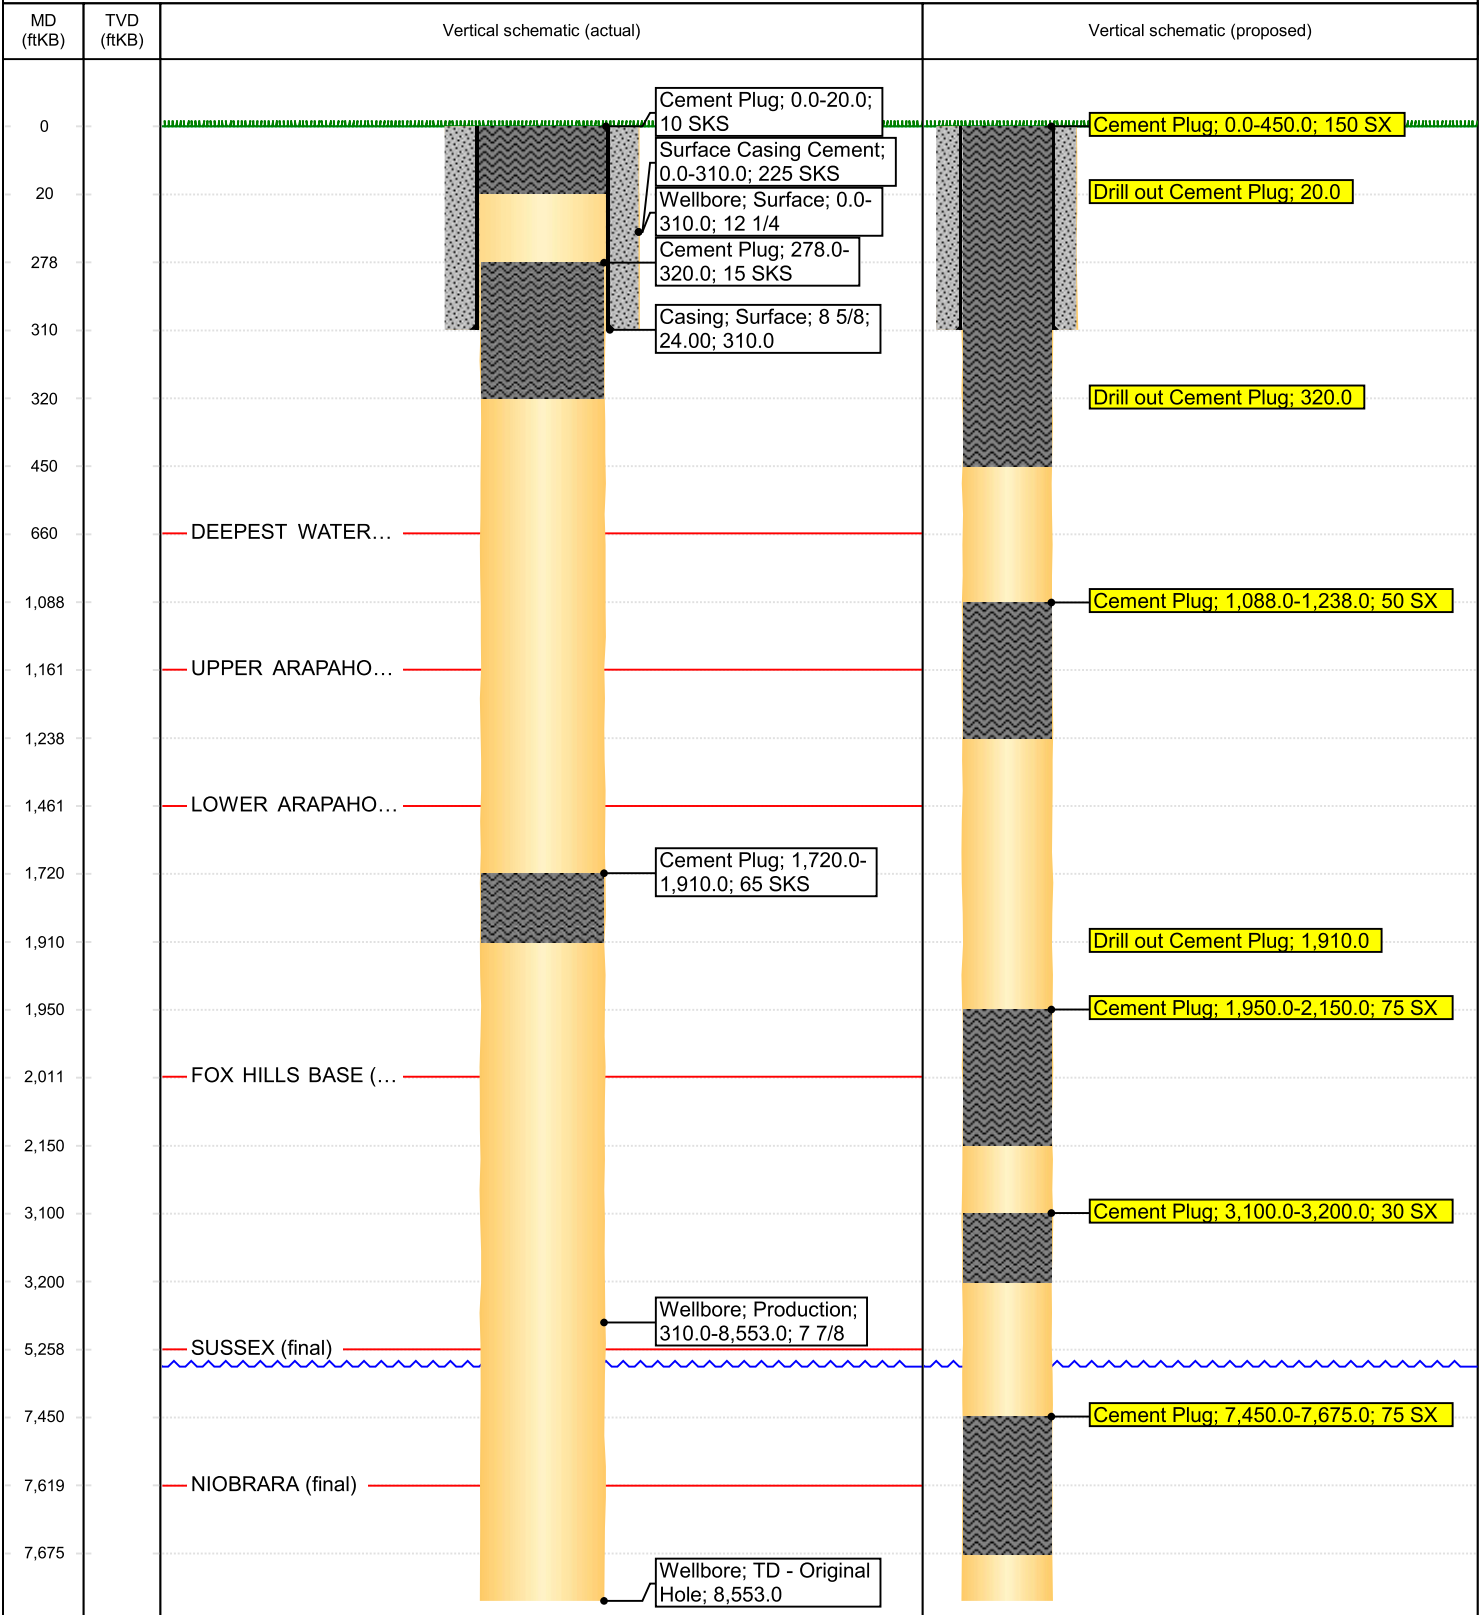 MD
(ftKB)
TVD
(ftKB)
Vertical schematic (actual)
Vertical schematic (proposed)
Cement Plug; 0.0-20.0;
10 SKS
Cement Plug; 0.0-450.0; 150 SX
0
Surface Casing Cement;
0.0-310.0; 225 SKS
20
Drill out Cement Plug; 20.0
Wellbore; Surface; 0.0-
310.0; 12 1/4
Cement Plug; 278.0-
320.0; 15 SKS
278
Casing; Surface; 8 5/8;
24.00; 310.0
310
320
Drill out Cement Plug; 320.0
450
660
DEEPEST WATER…
1,088
Cement Plug; 1,088.0-1,238.0; 50 SX
1,161
UPPER ARAPAHO…
1,238
1,461
LOWER ARAPAHO…
Cement Plug; 1,720.0-
1,910.0; 65 SKS
1,720
1,910
Drill out Cement Plug; 1,910.0
1,950
Cement Plug; 1,950.0-2,150.0; 75 SX
2,011
FOX HILLS BASE (…
2,150
3,100
Cement Plug; 3,100.0-3,200.0; 30 SX
3,200
Wellbore; Production;
310.0-8,553.0; 7 7/8
5,258
SUSSEX (final)
7,450
Cement Plug; 7,450.0-7,675.0; 75 SX
7,619
NIOBRARA (final)
7,675
Wellbore; TD - Original
Hole; 8,553.0